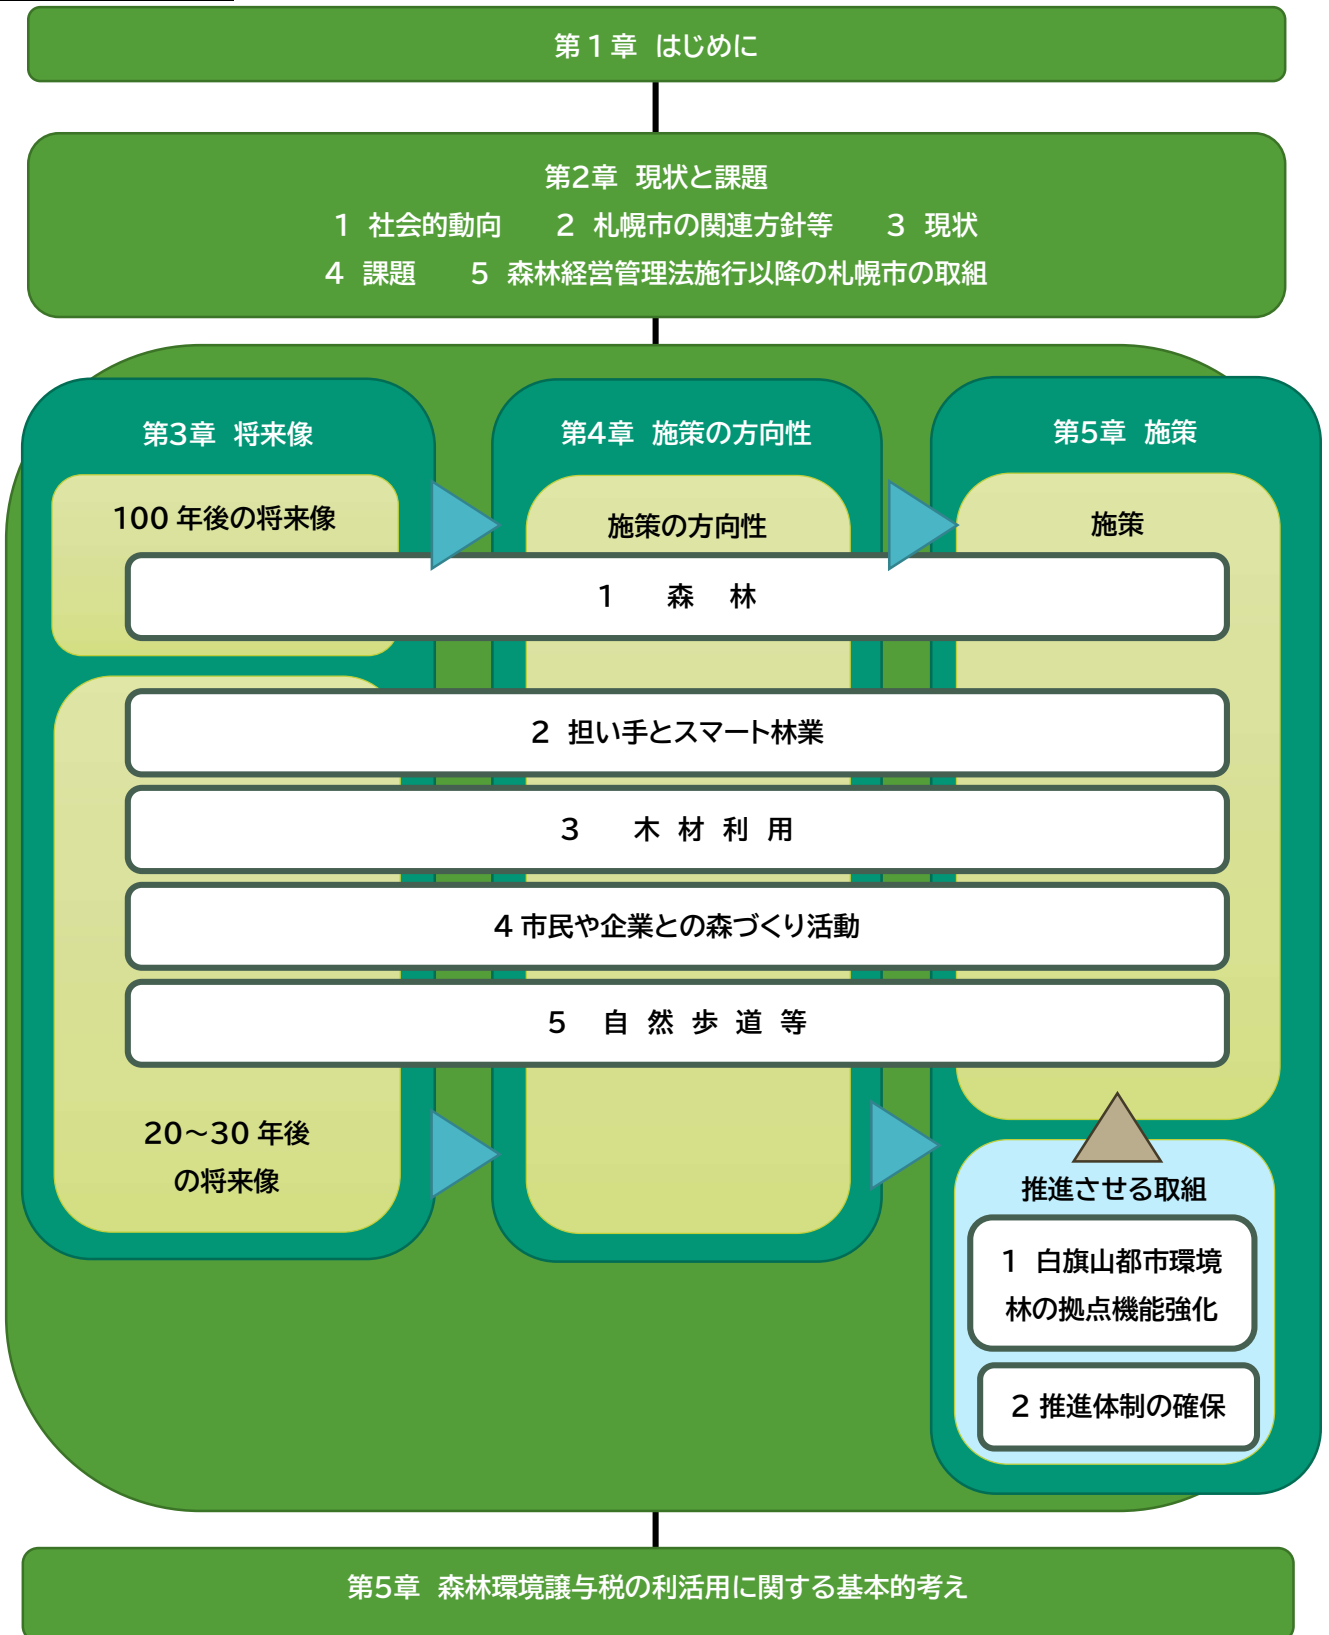 第1章 はじめに
第2章 現状と課題
1 社会的動向 2 札幌市の関連方針等 3 現状
4 課題 5 森林経営管理法施行以降の札幌市の取組
第3章 将来像
第4章 施策の方向性
第5章 施策
100年後の将来像
施策の方向性
施策
1 森 林
2 担い手とスマート林業
3 木 材 利 用
4 市民や企業との森づくり活動
5 自 然 歩 道 等
20～30年後
の将来像
推進させる取組
1 白旗山都市環境
林の拠点機能強化
2 推進体制の確保
第5章 森林環境譲与税の利活用に関する基本的考え